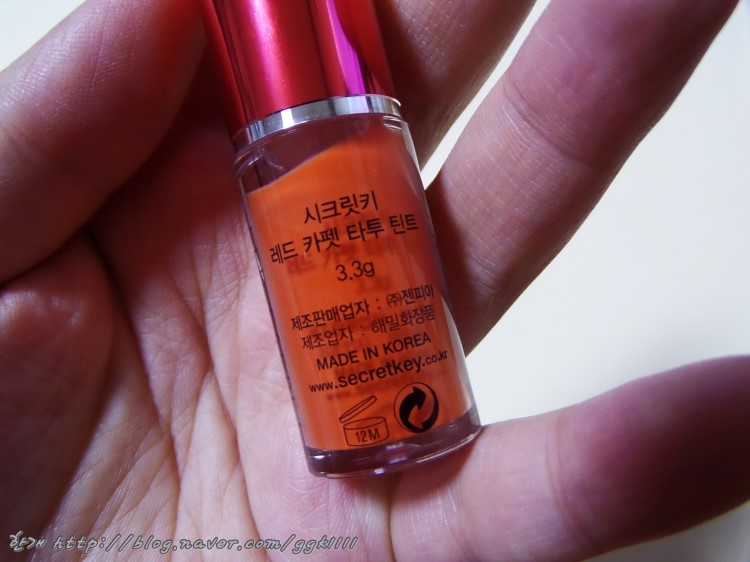 시크릿키
레드 카펫 타투 틴트
3.3g
제조판매업자 : ㈜젠피아
제조업자 : 해밀화장품
MADE IN KOREA
www.secretkey.co.kr
12M
http://blog.naver.com/ggk1111